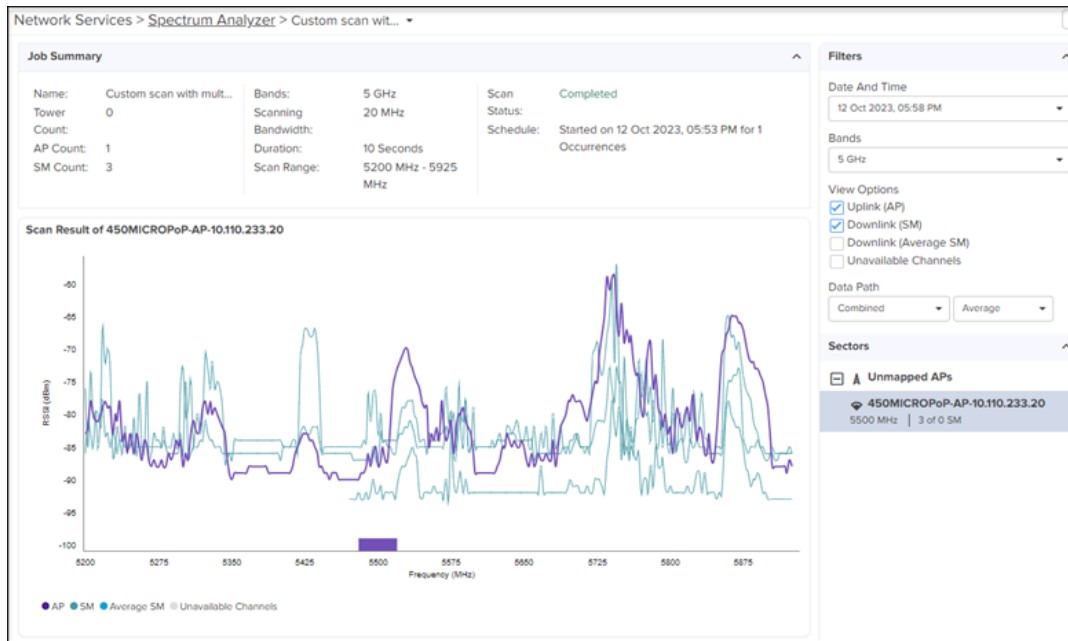 Network Services > Spectrum Analyzer > Custom scan wit...
Job Summary
Name: Custom scan with mult...
Tower Count: 0
AP Count: 1
SM Count: 3
Bands: 5 GHz
Scanning Bandwidth: 20 MHz
Duration: 10 Seconds
Scan Range: 5200 MHz - 5925 MHz
Scan Status: Completed
Schedule: Started on 12 Oct 2023, 05:53 PM for 1 Occurrences
Scan Result of 450MICROPoP-AP-10.110.233.20
RSSI (dBm)
-60
-65
-70
-75
-80
-85
-90
-95
-100
5200 5275 5350 5425 5500 5575 5650 5725 5800 5875
Frequency (MHz)
AP SM Average SM Unavailable Channels
Filters
Date And Time
12 Oct 2023, 05:58 PM
Bands
5 GHz
View Options
Uplink (AP)
Downlink (SM)
Downlink (Average SM)
Unavailable Channels
Data Path
Combined Average
Sectors
Unmapped APs
450MICROPoP-AP-10.110.233.20
5500 MHz | 3 of 0 SM